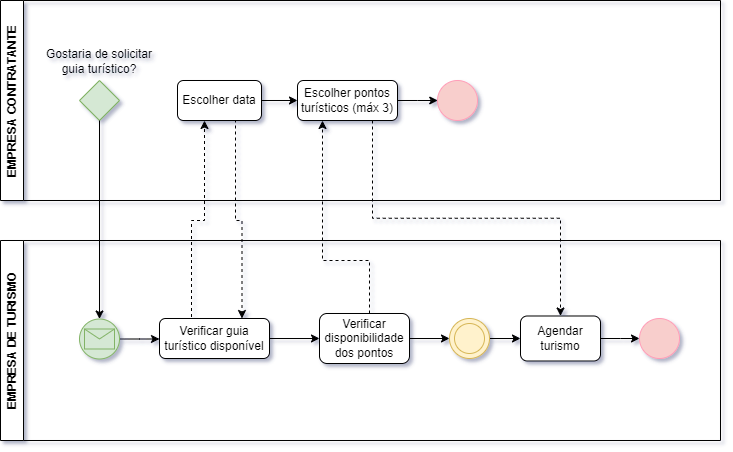 EMPRESA CONTRATANTE
Gostaria de solicitar
guia turístico?
Escolher data
Escolher pontos
turísticos (máx 3)
EMPRESA DE TURISMO
Verificar guia
turístico disponível
Verificar
disponibilidade
dos pontos
Agendar
turismo